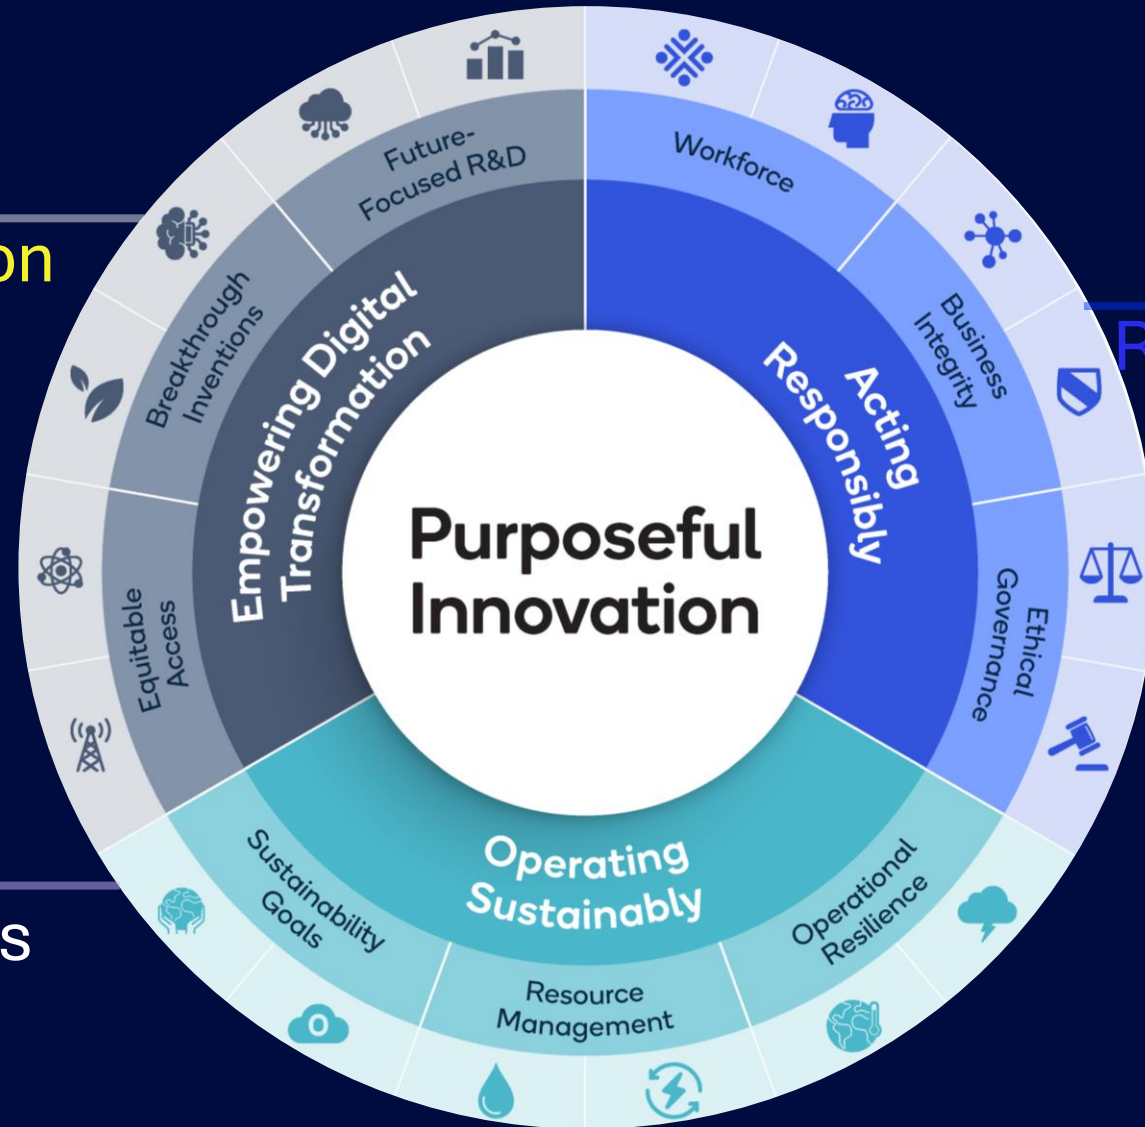 Future-
Focused R&D
Workforce
on
Breakthrough
Inventions
Empowering Digital
Transformation
Acting
Responsibly
Business
Integrity
R
Purposeful
Innovation
Equitable
Access
Ethical
Governance
Operating
Sustainably
Sustainability
Goals
Operational
Resilience
s
Resource
Management
0